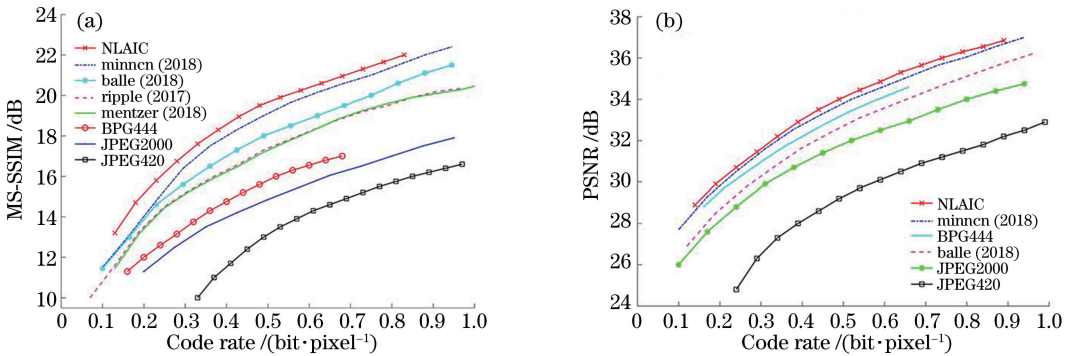 (a)
MS-SSIM /dB
24
22
20
18
16
14
12
10
NLAIC
minncn (2018)
balle (2018)
ripple (2017)
mentzer (2018)
BPG444
JPEG2000
JPEG420
0 0.1 0.2 0.3 0.4 0.5 0.6 0.7 0.8 0.9 1.0
Code rate /(bit·pixel⁻¹)
(b)
PSNR /dB
38
36
34
32
30
28
26
24
NLAIC
minncn (2018)
BPG444
balle (2018)
JPEG2000
JPEG420
0 0.1 0.2 0.3 0.4 0.5 0.6 0.7 0.8 0.9 1.0
Code rate /(bit·pixel⁻¹)